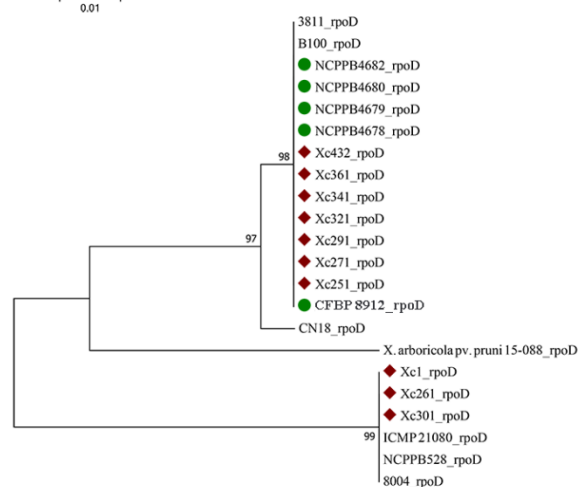 0.01
3811_rpoD
B100_rpoD
NCPPB4682_rpoD
NCPPB4680_rpoD
NCPPB4679_rpoD
NCPPB4678_rpoD
98
Xc432_rpoD
Xc361_rpoD
Xc341_rpoD
Xc321_rpoD
97
Xc291_rpoD
Xc271_rpoD
Xc251_rpoD
CFBP 8912_rpoD
CN18_rpoD
X. arboricola pv. pruni 15-088_rpoD
Xc1_rpoD
Xc261_rpoD
Xc301_rpoD
99
ICMP 21080_rpoD
NCPPB528_rpoD
8004_rpoD